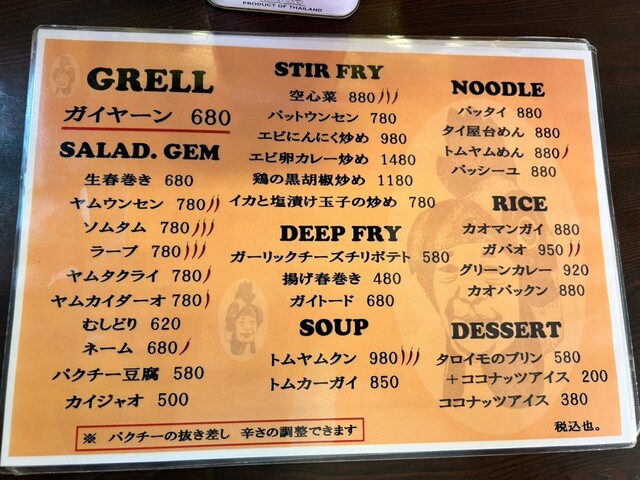 PRODUCT OF THAILAND
GRELL
ガイヤーン 680
SALAD. GEM
生春巻き 680
ヤムウンセン 780
ソムタム 780
ラープ 780
ヤムタクライ 780
ヤムカイダーオ 780
むしどり 620
ネーム 680
パクチー豆腐 580
カイジャオ 500
STIR FRY
空心菜 880
パットウンセン 780
エビにんにく炒め 980
エビ卵カレー炒め 1480
鶏の黒胡椒炒め 1180
イカと塩漬け玉子の炒め 780
DEEP FRY
ガーリックチーズチリポテト 580
揚げ春巻き 480
ガイトード 680
SOUP
トムヤムクン 980
トムカーガイ 850
NOODLE
パッタイ 880
タイ屋台めん 880
トムヤムめん 880
パッシーユ 880
RICE
カオマンガイ 880
ガパオ 950
グリーンカレー 920
カオパックン 880
DESSERT
タロイモのプリン 580
+ココナッツアイス 200
ココナッツアイス 380
※ パクチーの抜き差し 辛さの調整できます
税込也。